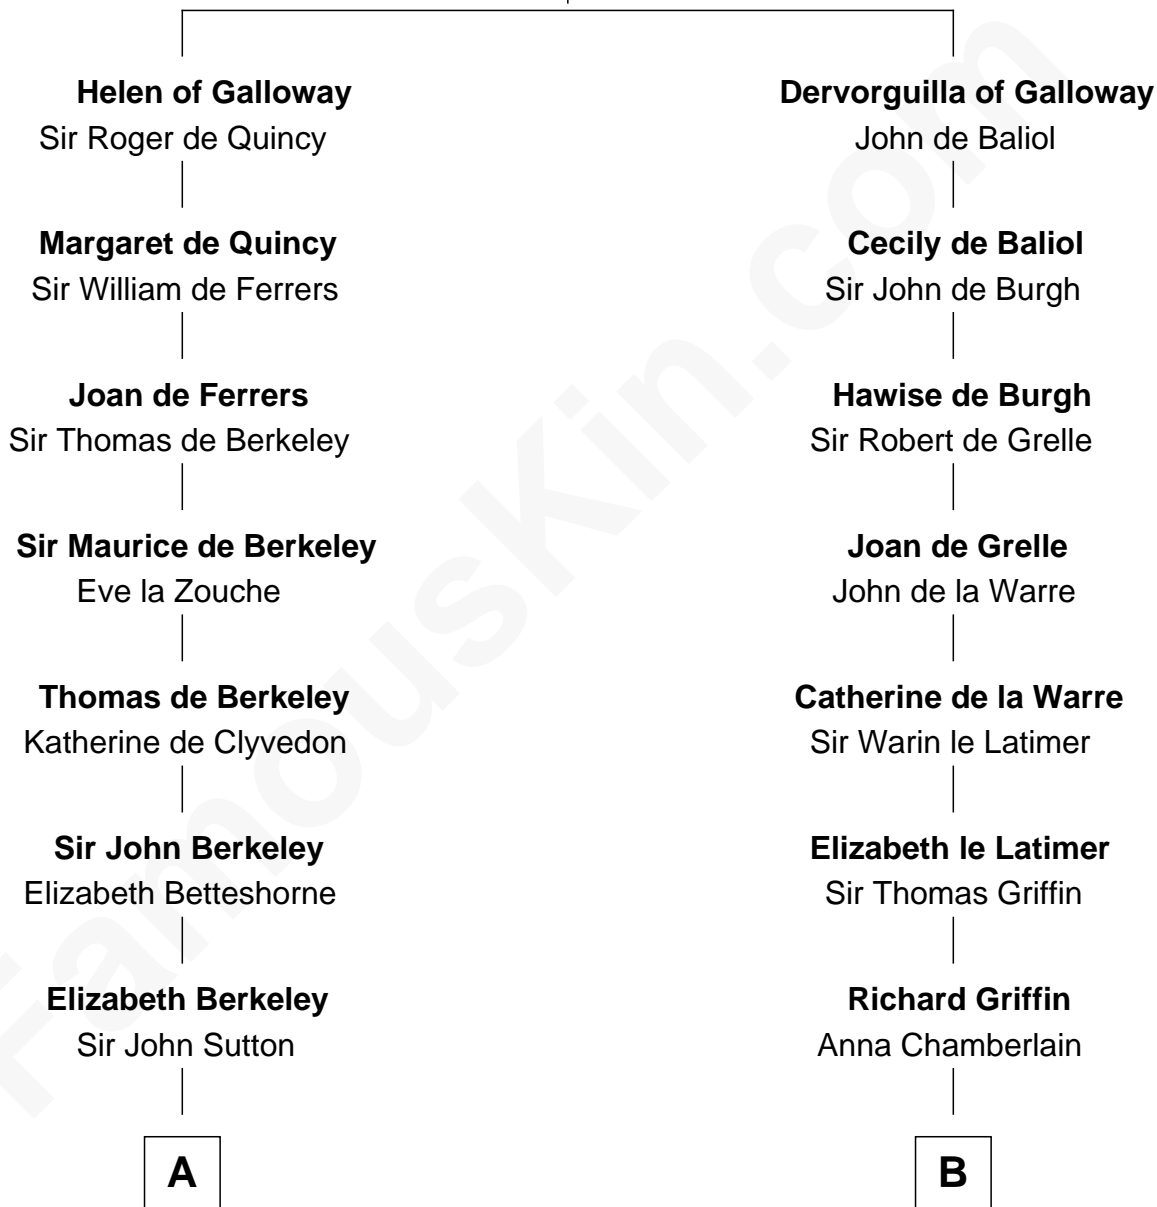 Helen of Galloway
Sir Roger de Quincy
Margaret de Quincy
Sir William de Ferrers
Joan de Ferrers
Sir Thomas de Berkeley
Sir Maurice de Berkeley
Eve la Zouche
Thomas de Berkeley
Katherine de Clyvedon
Sir John Berkeley
Elizabeth Betteshorne
Elizabeth Berkeley
Sir John Sutton
A
Dervorguilla of Galloway
John de Baliol
Cecily de Baliol
Sir John de Burgh
Hawise de Burgh
Sir Robert de Grelle
Joan de Grelle
John de la Warre
Catherine de la Warre
Sir Warin le Latimer
Elizabeth le Latimer
Sir Thomas Griffin
Richard Griffin
Anna Chamberlain
B
FamousKin.com